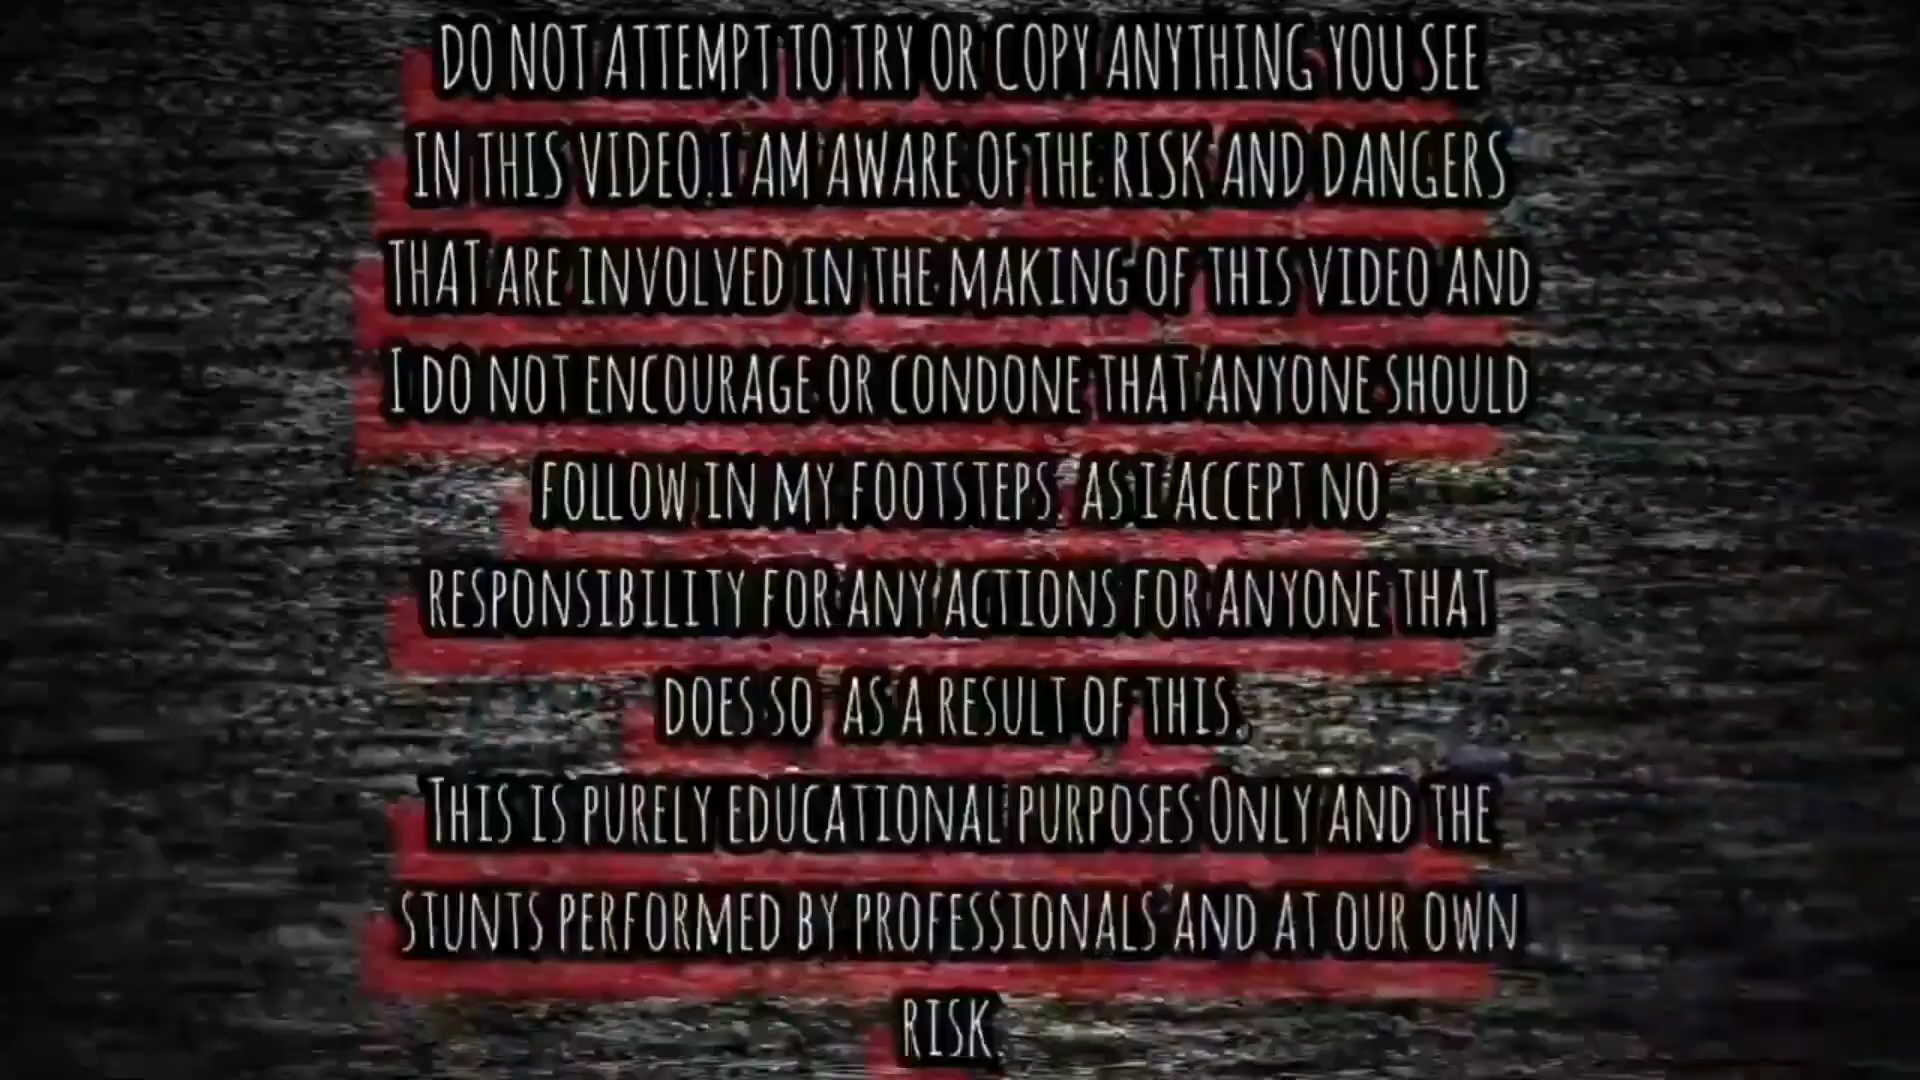 DO NOT ATTEMPT TO TRY OR COPY ANYTHING YOU SEE
IN THIS VIDEO.I AM AWARE OF THE RISK AND DANGERS
THAT ARE INVOLVED IN THE MAKING OF THIS VIDEO AND
I DO NOT ENCOURAGE OR CONDONE THAT ANYONE SHOULD
FOLLOW IN MY FOOTSTEPS. AS I ACCEPT NO
RESPONSIBILITY FOR ANY ACTIONS FOR ANYONE THAT
DOES SO AS A RESULT OF THIS.
THIS IS PURELY EDUCATIONAL PURPOSES ONLY AND THE
STUNTS PERFORMED BY PROFESSIONALS AND AT OUR OWN
RISK.